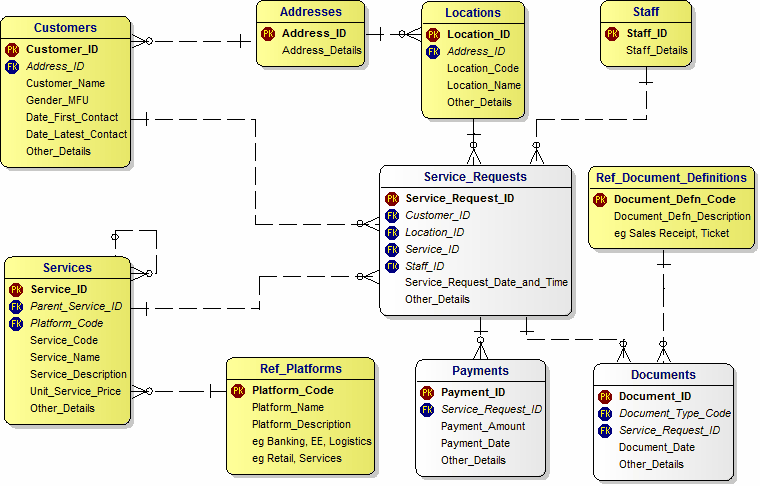 Customers
PK Customer_ID
FK Address_ID
Customer_Name
Gender_MFU
Date_First_Contact
Date_Latest_Contact
Other_Details
Addresses
PK Address_ID
Address_Details
Locations
PK Location_ID
FK Address_ID
Location_Code
Location_Name
Other_Details
Staff
PK Staff_ID
Staff_Details
Service_Requests
PK Service_Request_ID
FK Customer_ID
FK Location_ID
FK Service_ID
FK Staff_ID
Service_Request_Date_and_Time
Other_Details
Ref_Document_Definitions
PK Document_Defn_Code
Document_Defn_Description
eg Sales Receipt, Ticket
Services
PK Service_ID
FK Parent_Service_ID
FK Platform_Code
Service_Code
Service_Name
Service_Description
Unit_Service_Price
Other_Details
Ref_Platforms
PK Platform_Code
Platform_Name
Platform_Description
eg Banking, EE, Logistics
eg Retail, Services
Payments
PK Payment_ID
FK Service_Request_ID
Payment_Amount
Payment_Date
Other_Details
Documents
PK Document_ID
FK Document_Type_Code
FK Service_Request_ID
Document_Date
Other_Details